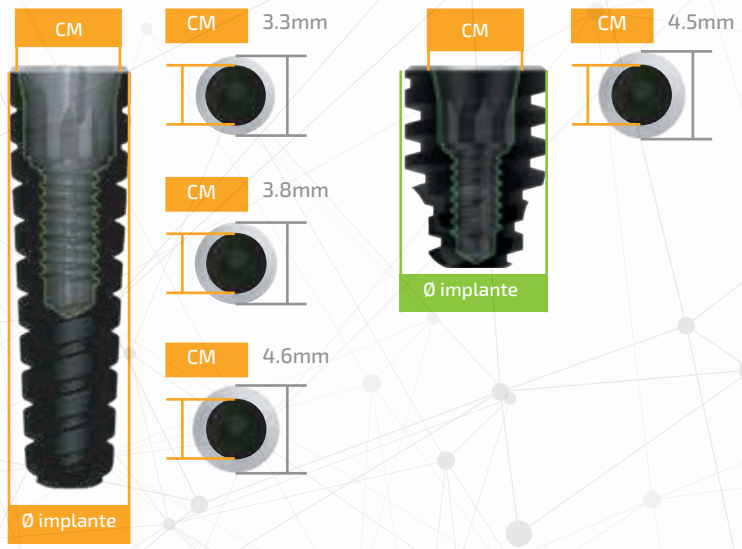 CM
CM 3.3mm
CM 3.8mm
CM 4.6mm
Ø implante
CM
CM 4.5mm
Ø implante